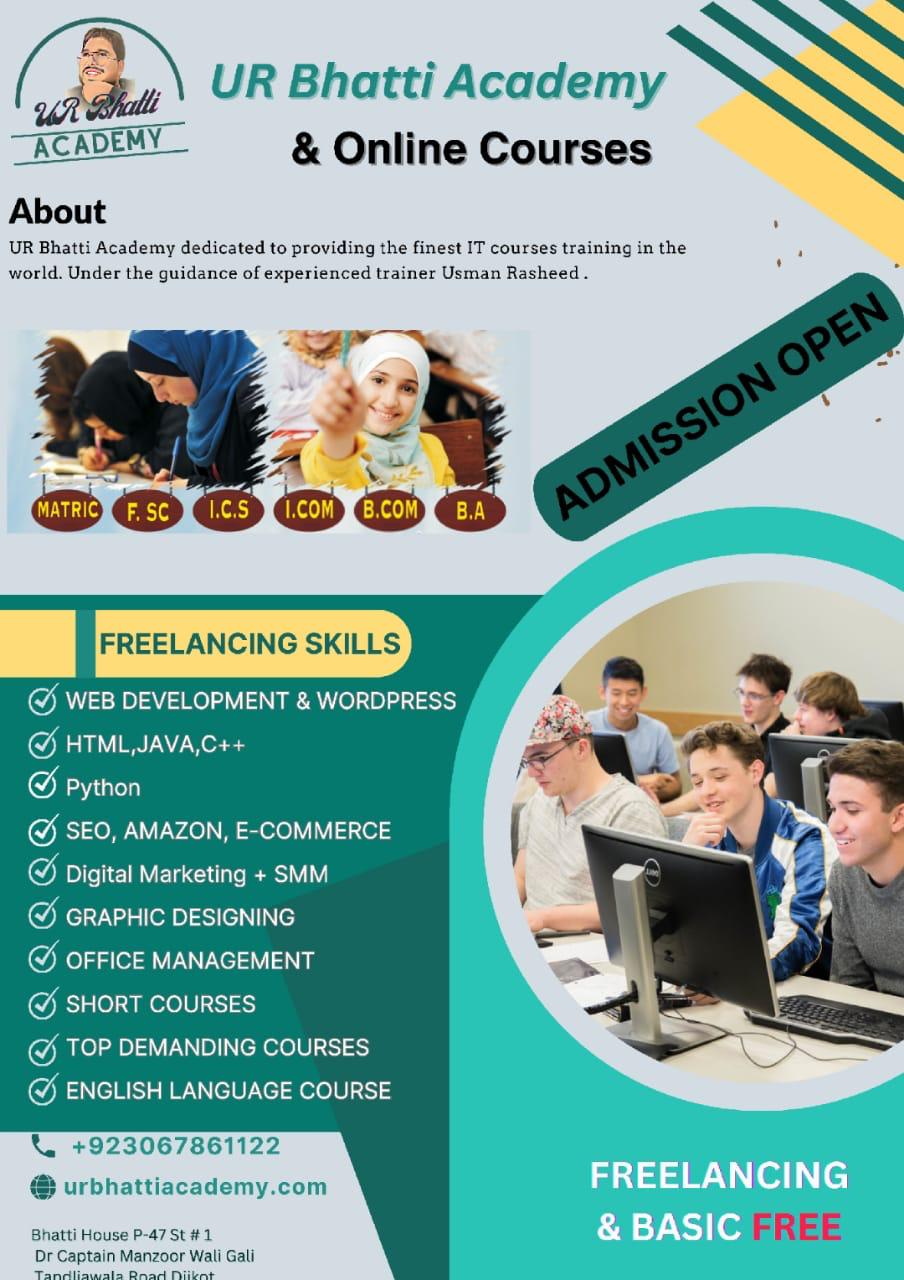 UR Bhatti
ACADEMY
UR Bhatti Academy
& Online Courses
About
UR Bhatti Academy dedicated to providing the finest IT courses training in the
world. Under the guidance of experienced trainer Usman Rasheed .
ADMISSION OPEN
MATRIC
F. SC
I.C.S
I.COM
B.COM
B.A
FREELANCING SKILLS
WEB DEVELOPMENT & WORDPRESS
HTML,JAVA,C++
Python
SEO, AMAZON, E-COMMERCE
Digital Marketing + SMM
GRAPHIC DESIGNING
OFFICE MANAGEMENT
SHORT COURSES
TOP DEMANDING COURSES
ENGLISH LANGUAGE COURSE
DELL
+923067861122
urbhattiacademy.com
Bhatti House P-47 St # 1
Dr Captain Manzoor Wali Gali
Tandliawala Road Dijkot
FREELANCING
& BASIC FREE